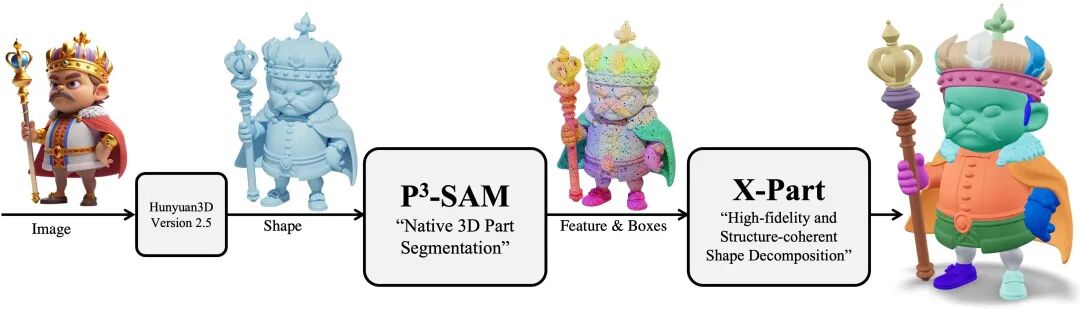 Image
Hunyuan3D
Version 2.5
Shape
P³-SAM
“Native 3D Part
Segmentation”
Feature & Boxes
X-Part
“High-fidelity and
Structure-coherent
Shape Decomposition”